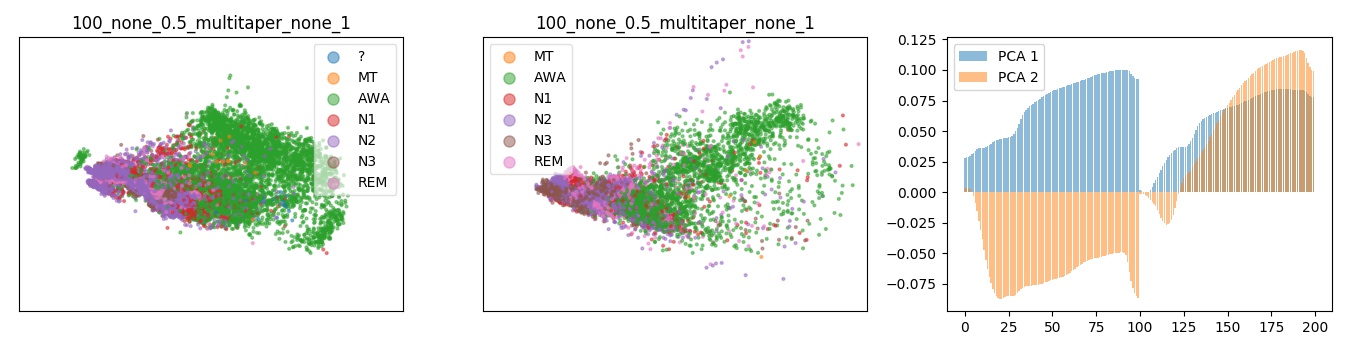 100_none_0.5_multitaper_none_1
?
MT
AWA
N1
N2
N3
REM
100_none_0.5_multitaper_none_1
MT
AWA
N1
N2
N3
REM
PCA 1
PCA 2
0.125
0.100
0.075
0.050
0.025
0.000
−0.025
−0.050
−0.075
0 25 50 75 100 125 150 175 200